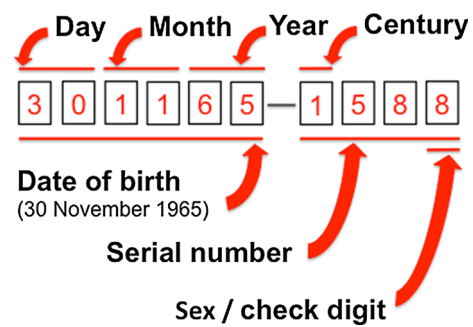 Day Month Year Century
3 0 1 1 6 5 — 1 5 8 8
Date of birth
(30 November 1965)
Serial number
Sex / check digit